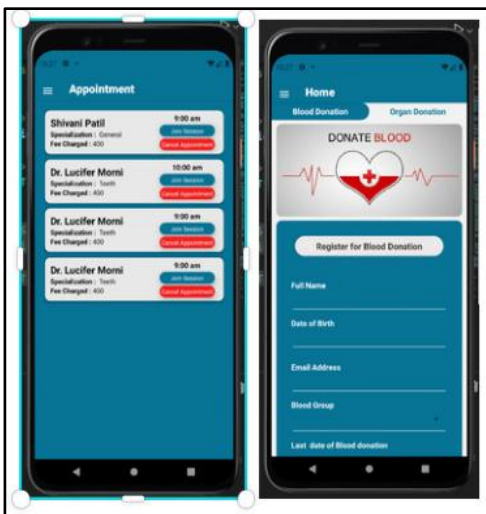 Appointment
Shivani Patil
Specialization : General
Fee Charged : 400
9:00 am
Join Session
Cancel Appointment
Dr. Lucifer Morni
Specialization : Teeth
Fee Charged : 400
10:00 am
Join Session
Cancel Appointment
Dr. Lucifer Morni
Specialization : Teeth
Fee Charged : 400
9:00 am
Join Session
Cancel Appointment
Dr. Lucifer Morni
Specialization : Teeth
Fee Charged : 400
9:00 am
Join Session
Cancel Appointment
Home
Blood Donation
Organ Donation
DONATE BLOOD
Register for Blood Donation
Full Name
Date of Birth
Email Address
Blood Group
Last date of Blood donation